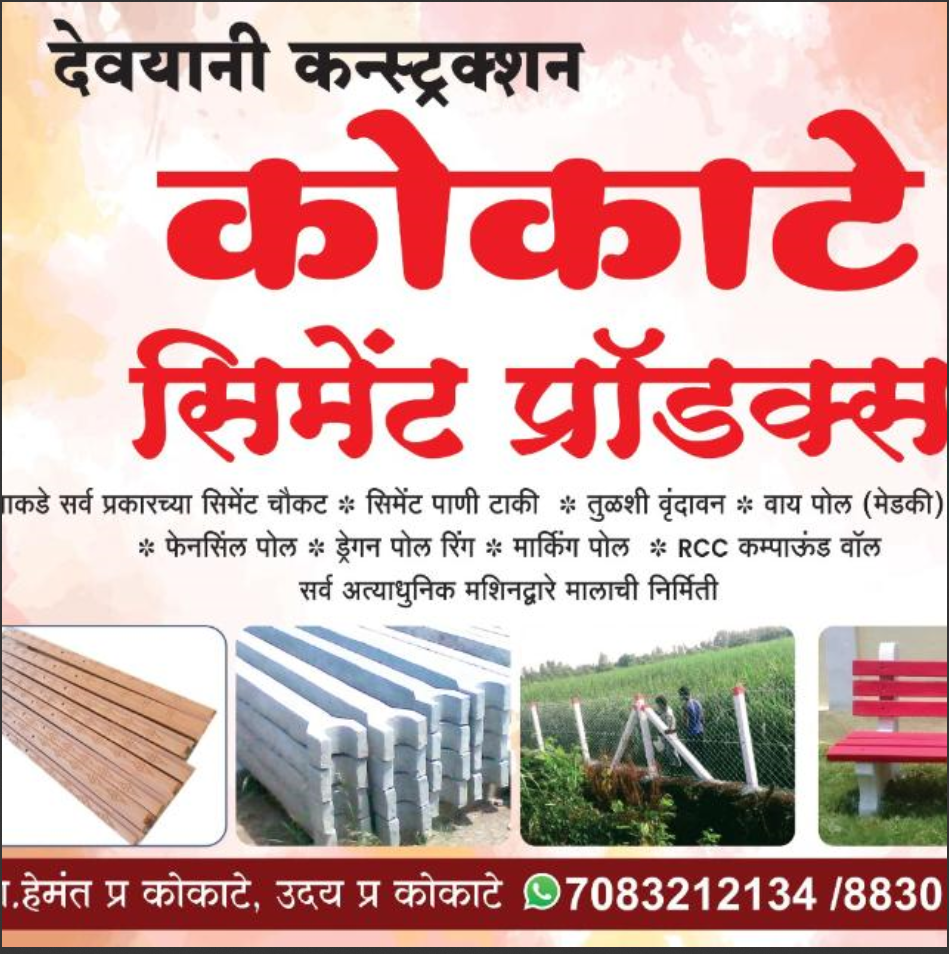 देवयानी कन्स्ट्रक्शन
कोकाटे
सिमेंट प्रॉडक्स
सर्व प्रकारच्या सिमेंट चौकट * सिमेंट पाणी टाकी * तुळशी वृंदावन * वाय पोल (मेडकी)
* फेनसिंल पोल * ड्रेगन पोल रिंग * मार्किंग पोल * RCC कम्पाऊंड वॉल
सर्व अत्याधुनिक मशिनद्वारे मालाची निर्मिती
हेमंत प्र कोकाटे, उदय प्र कोकाटे 7083212134 /8830